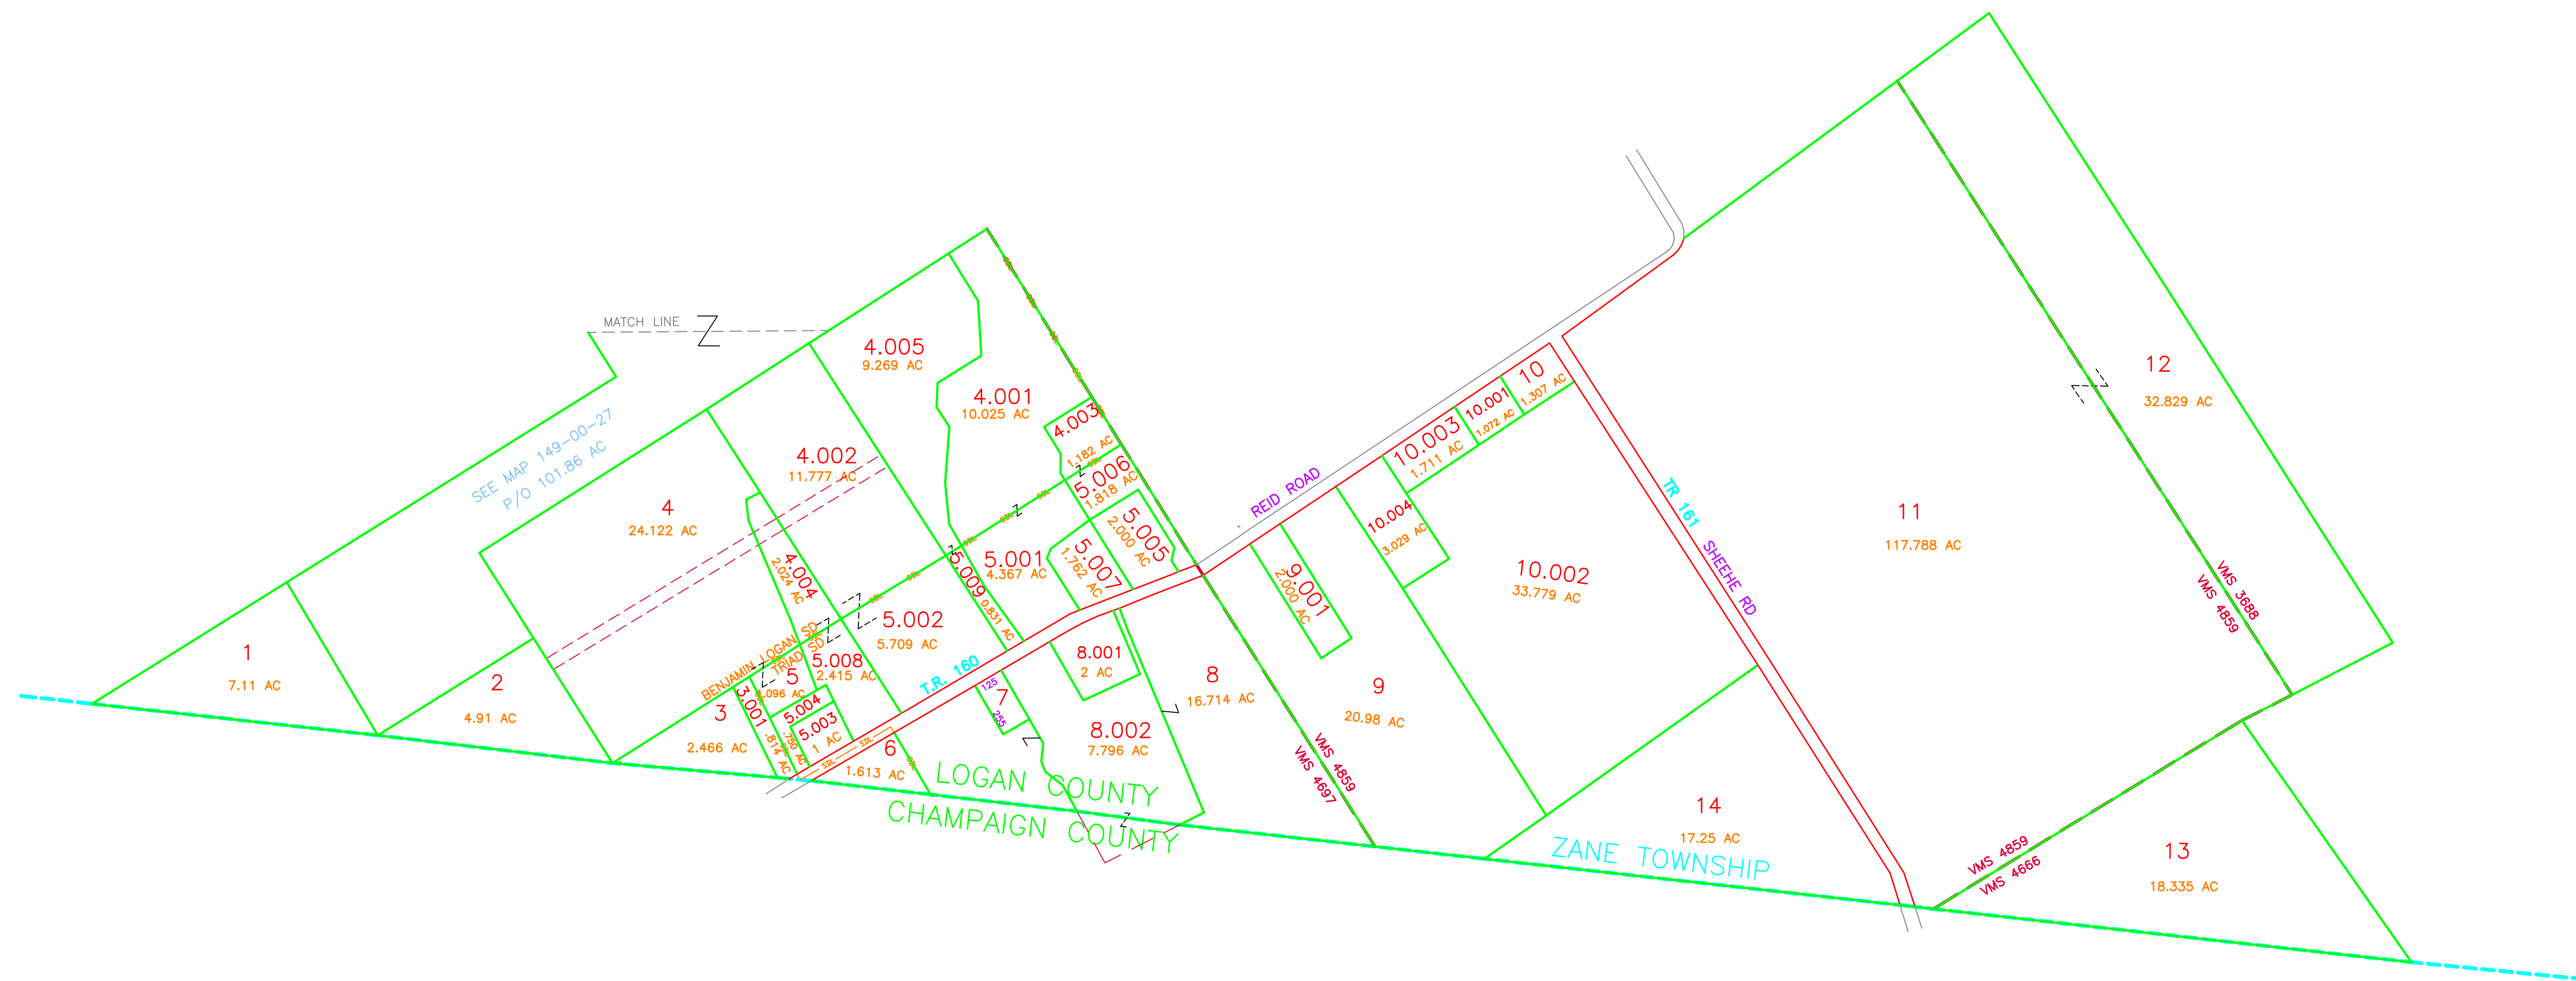 MATCH LINE
SEE MAP 149-00-27
P/O 101.86 AC
1
7.11 AC
2
4.91 AC
3
2.466 AC
3.001
.814 AC
4
24.122 AC
4.001
10.025 AC
4.002
11.777 AC
4.003
1.182 AC
4.004
2.024 AC
4.005
9.269 AC
BENJAMIN LOGAN SD
TRIAD SD
5
5.001
4.367 AC
5.002
5.709 AC
5.003
1 AC
5.004
.750 AC
5.005
2.000 AC
5.006
1.818 AC
5.007
1.762 AC
5.008
2.415 AC
5.009
0.831 AC
T.R. 160
SDL
SDL
6
1.613 AC
7
125
255
8
16.714 AC
8.001
2 AC
8.002
7.796 AC
REID ROAD
9
20.98 AC
9.001
2.000 AC
10
1.307 AC
10.001
1.072 AC
10.002
33.779 AC
10.003
1.711 AC
10.004
3.029 AC
TR 161 SHEEHE RD
11
117.788 AC
12
32.829 AC
VMS 3688
VMS 4859
VMS 4859
VMS 4697
13
18.335 AC
VMS 4859
VMS 4666
14
17.25 AC
LOGAN COUNTY
CHAMPAIGN COUNTY
ZANE TOWNSHIP